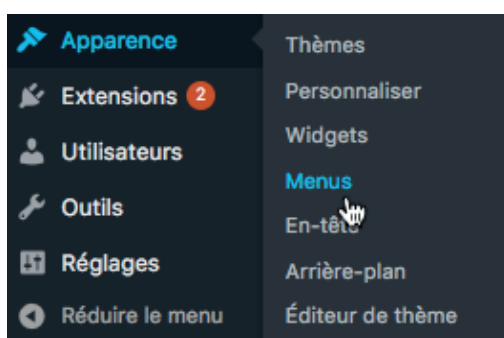 Apparence
Extensions 2
Utilisateurs
Outils
Réglages
Réduire le menu
Thèmes
Personnaliser
Widgets
Menus
En-tête
Arrière-plan
Éditeur de thème